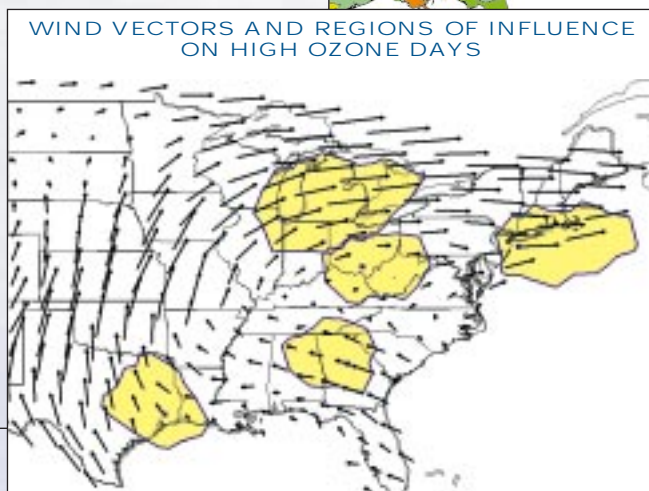 WIND VECTORS AND REGIONS OF INFLUENCE
ON HIGH OZONE DAYS